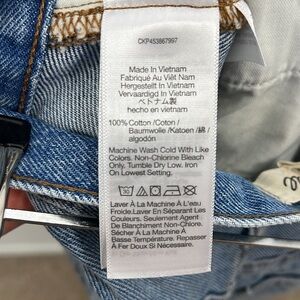 CKP453867997
Made In Vietnam
Fabriqué Au Viêt Nam
Hergestellt In Vietnam
Vervaardigd In Vietnam
ベトナム製
hecho en Vietnam
100% Cotton /Coton /
Baumwolle /Katoen /綿 /
algodón
Machine Wash Cold With Like
Colors. Non-Chlorine Bleach
Only. Tumble Dry Low. Iron
On Lowest Setting.
Laver À La Machine À L'eau
Froide.Laver En Séparant Les
Couleurs. Seulement Agent
De Blanchiment Non-Chloric.
Sécher À La Machine À
Basse Température. Repasser
À Fer Doux Si Nécessaire.